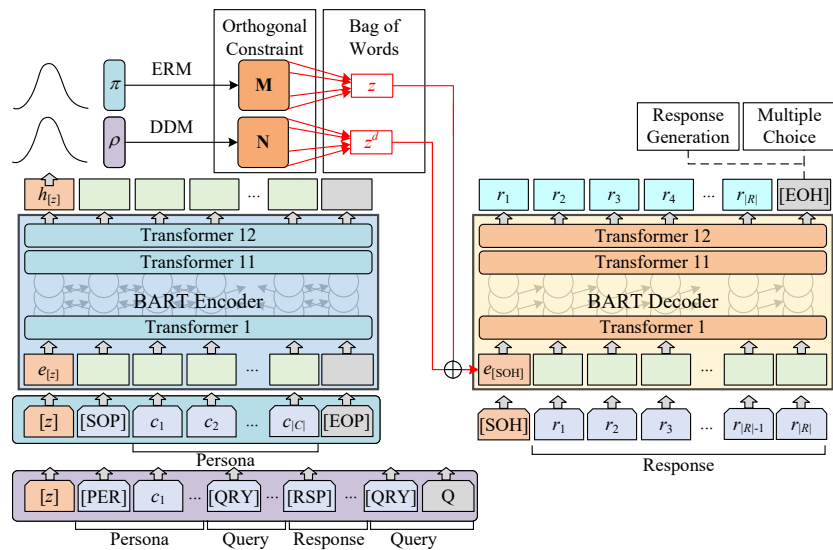 Orthogonal Constraint
Bag of Words
π ERM M z
ρ DDM N z^d
Response Generation
Multiple Choice
h_[z] ...
r_1 r_2 r_3 r_4 ... r_|R| [EOH]
Transformer 12
Transformer 11
BART Encoder
Transformer 1
Transformer 12
Transformer 11
BART Decoder
Transformer 1
e_[z] ...
e_[SOH] ...
[z] [SOP] c_1 c_2 ... c_|C| [EOP]
Persona
[SOH] r_1 r_2 r_3 ... r_|R|-1 r_|R|
Response
[z] [PER] c_1 ... [QRY] ... [RSP] ... [QRY] Q
Persona Query Response Query